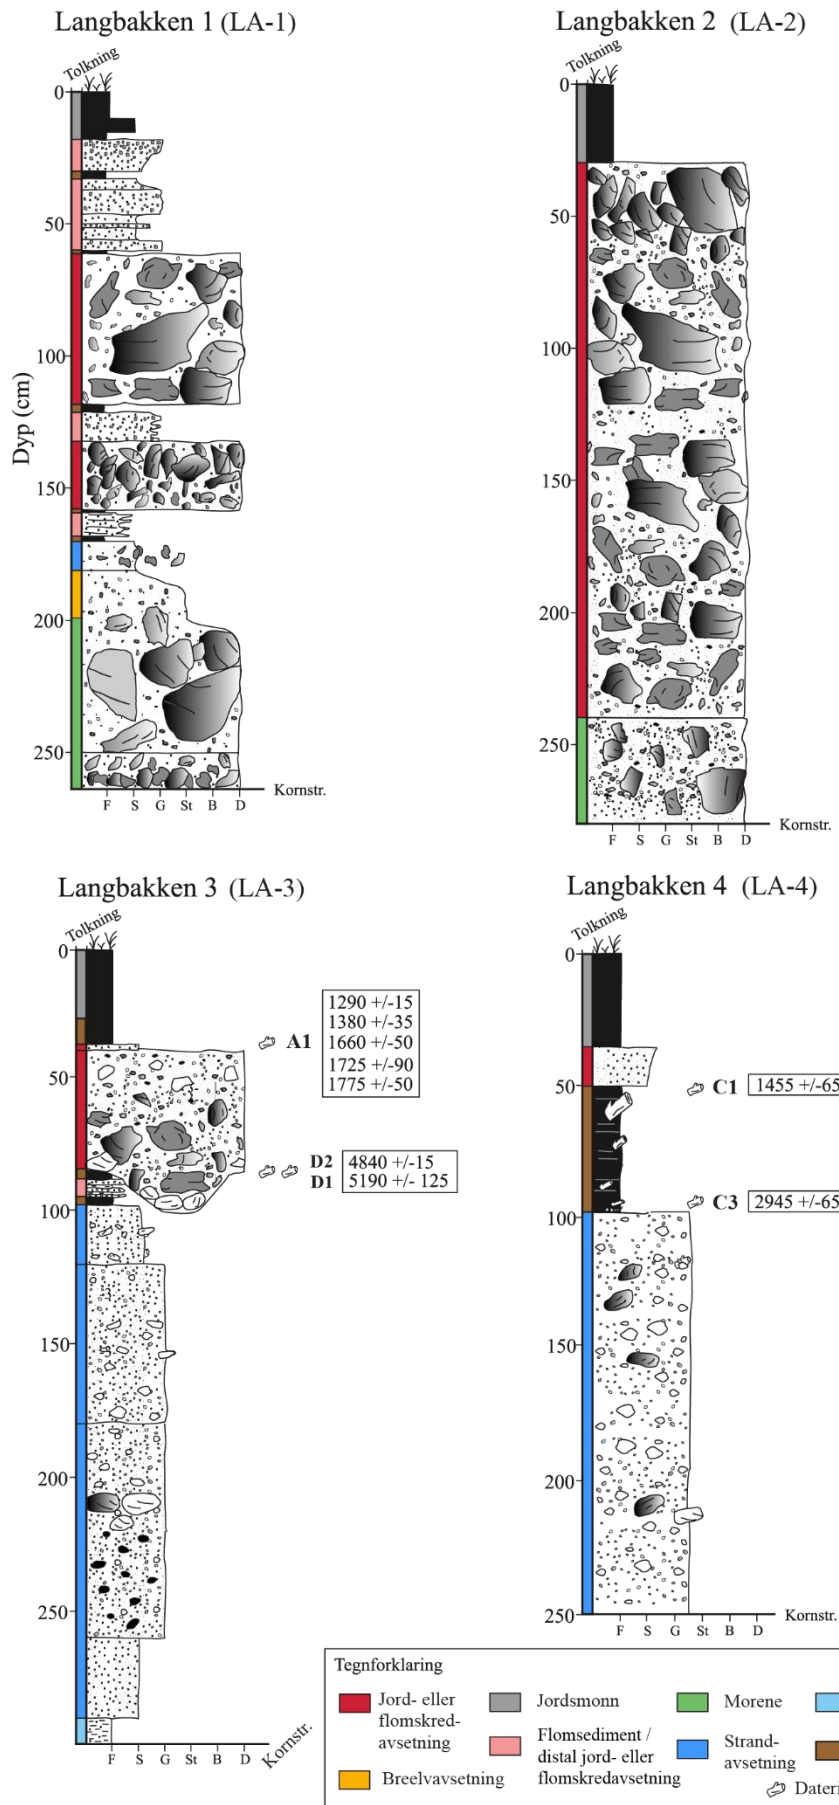 Langbakken 1 (LA-1)
Tolkning
0
50
100
150
200
250
Dyp (cm)
F S G St B D
Kornstr.
Langbakken 2 (LA-2)
Tolkning
0
50
100
150
200
250
F S G St B D
Kornstr.
Langbakken 3 (LA-3)
Tolkning
0
50
100
150
200
250
A1
1290 +/-15
1380 +/-35
1660 +/-50
1725 +/-90
1775 +/-50
D2 4840 +/-15
D1 5190 +/- 125
F S G St B D
Kornstr.
Langbakken 4 (LA-4)
Tolkning
0
50
100
150
200
250
C1 1455 +/-65
C3 2945 +/-65
F S G St B D
Kornstr.
Tegnforklaring
Jord- eller
flomskred-
avsetning
Breelvavsetning
Jordsmonn
Flomsediment /
distal jord- eller
flomskredavsetning
Morene
Strand-
avsetning